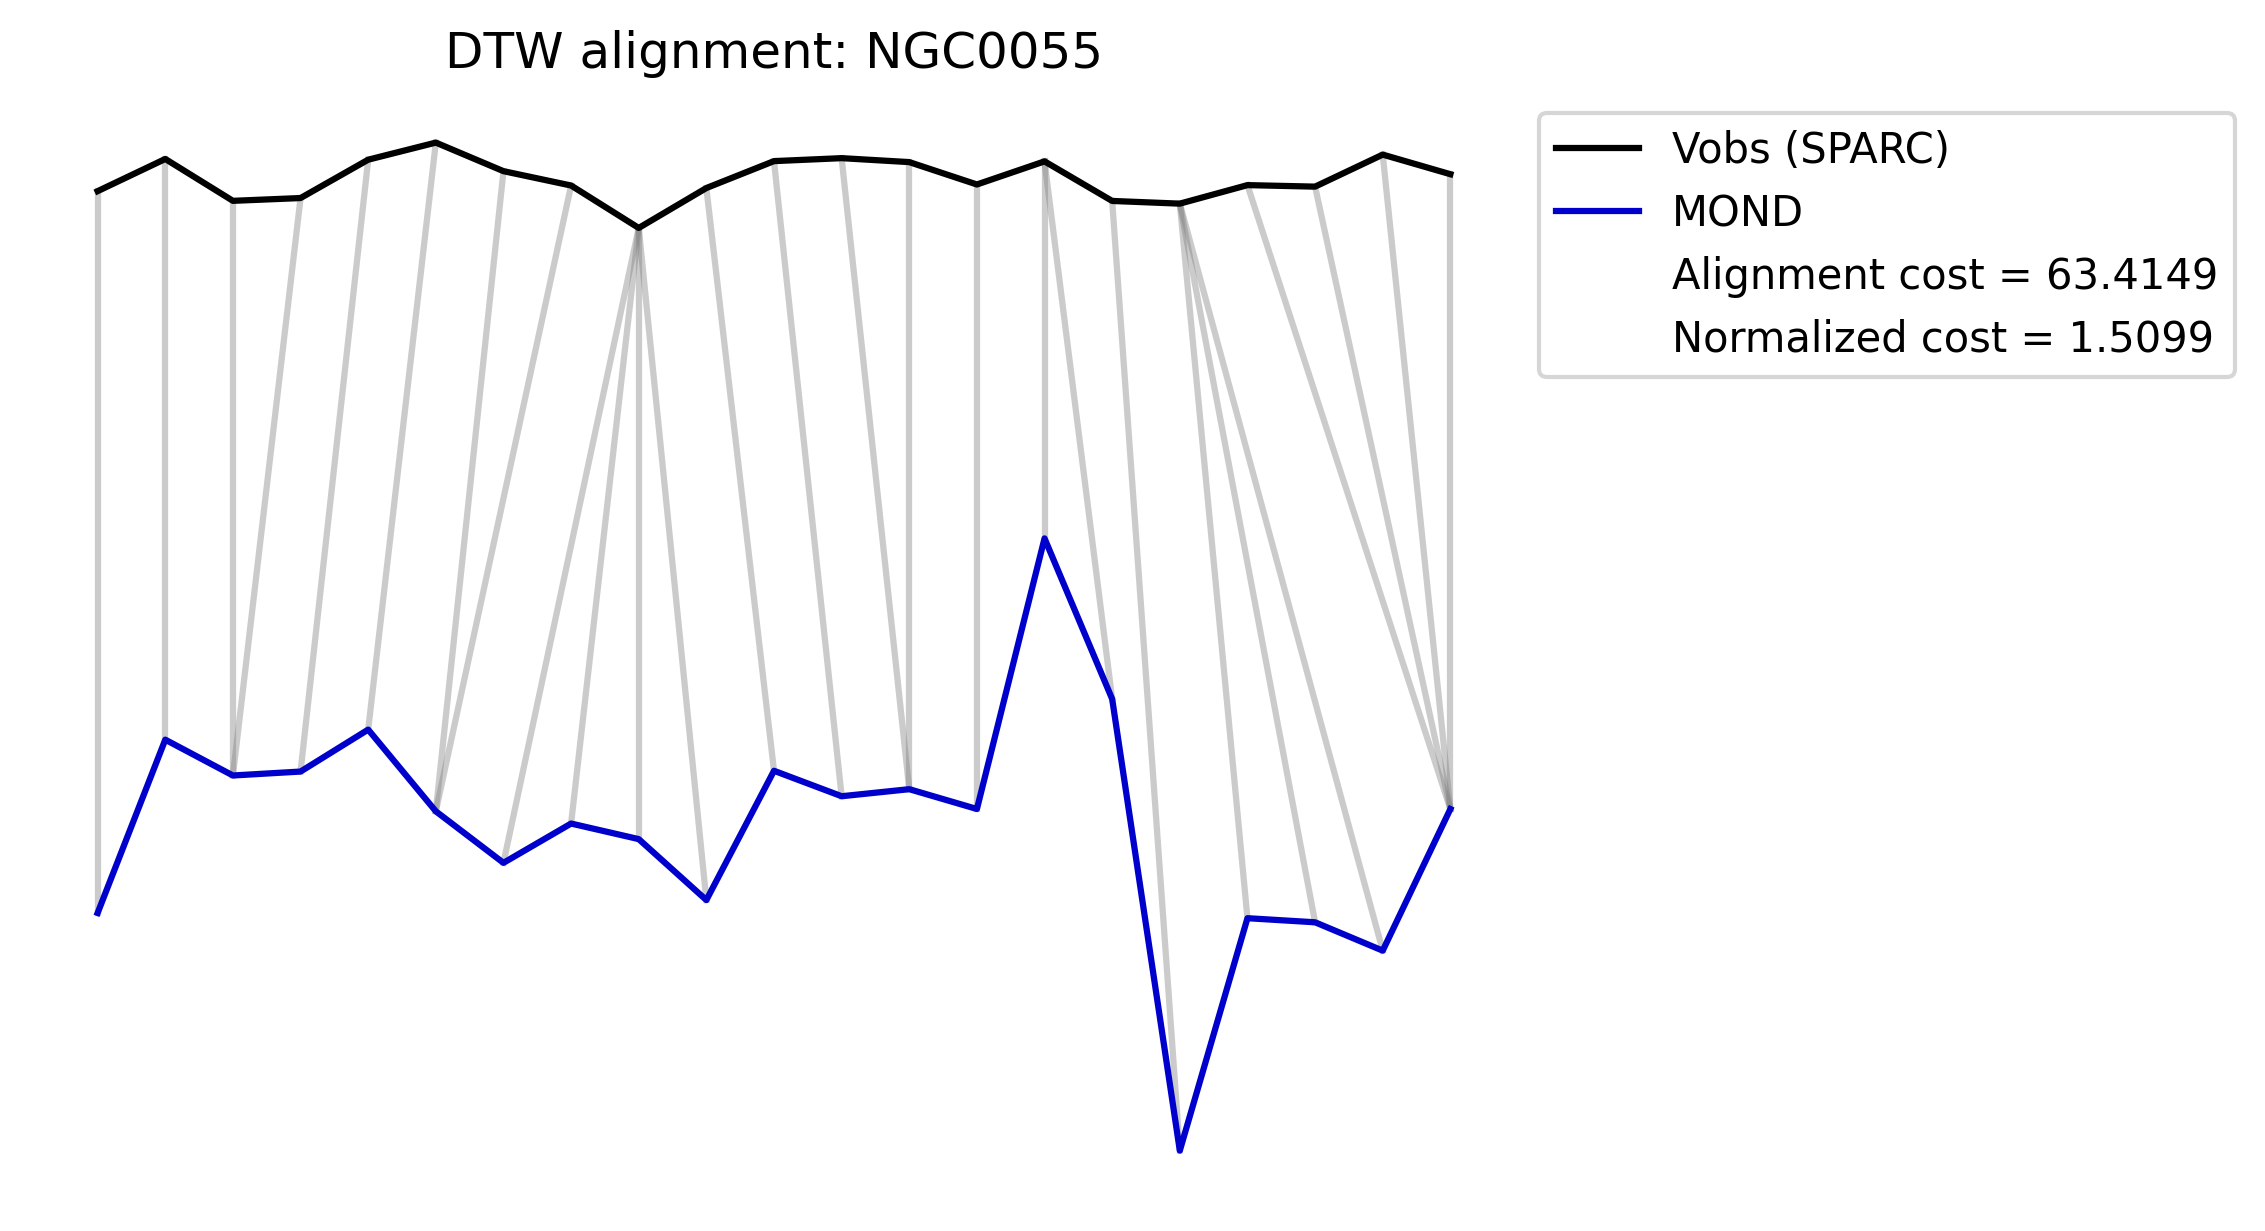 DTW alignment: NGC0055
Vobs (SPARC)
MOND
Alignment cost = 63.4149
Normalized cost = 1.5099